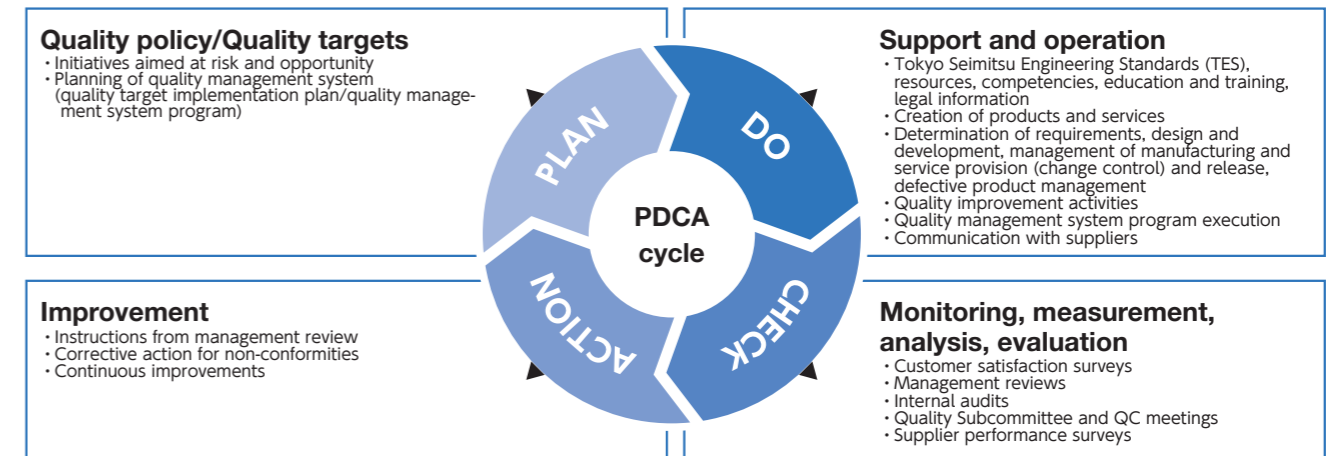 Quality policy/Quality targets
・Initiatives aimed at risk and opportunity
・Planning of quality management system
(quality target implementation plan/quality manage-
ment system program)
PLAN
DO
PDCA
cycle
CHECK
ACTION
Support and operation
・Tokyo Seimitsu Engineering Standards (TES),
resources, competencies, education and training,
legal information
・Creation of products and services
・Determination of requirements, design and
development, management of manufacturing and
service provision (change control) and release,
defective product management
・Quality improvement activities
・Quality management system program execution
・Communication with suppliers
Improvement
・Instructions from management review
・Corrective action for non-conformities
・Continuous improvements
Monitoring, measurement,
analysis, evaluation
・Customer satisfaction surveys
・Management reviews
・Internal audits
・Quality Subcommittee and QC meetings
・Supplier performance surveys